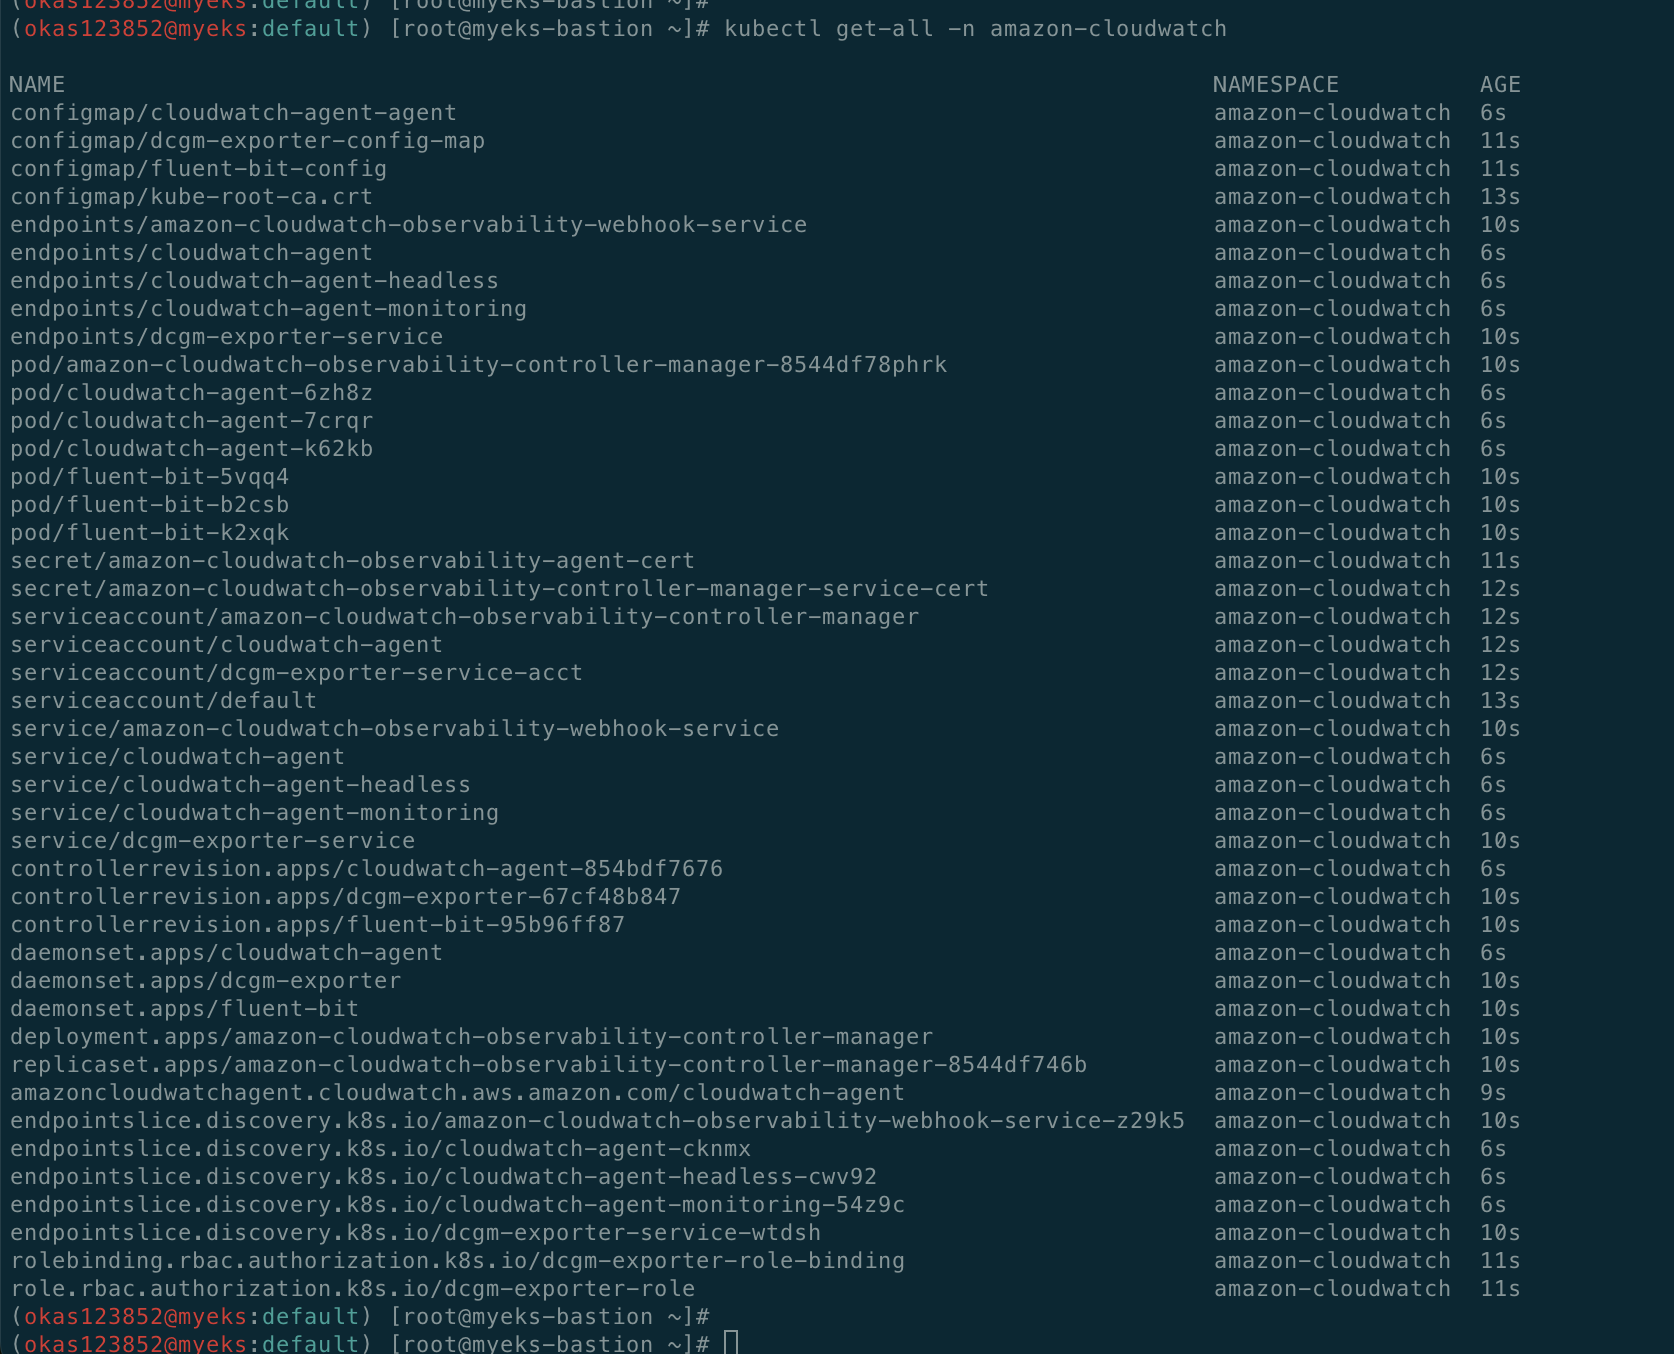 (okas123852@myeks:default) [root@myeks-bastion ~]#
(okas123852@myeks:default) [root@myeks-bastion ~]# kubectl get-all -n amazon-cloudwatch
NAME NAMESPACE AGE
configmap/cloudwatch-agent-agent amazon-cloudwatch 6s
configmap/dcgm-exporter-config-map amazon-cloudwatch 11s
configmap/fluent-bit-config amazon-cloudwatch 11s
configmap/kube-root-ca.crt amazon-cloudwatch 13s
endpoints/amazon-cloudwatch-observability-webhook-service amazon-cloudwatch 10s
endpoints/cloudwatch-agent amazon-cloudwatch 6s
endpoints/cloudwatch-agent-headless amazon-cloudwatch 6s
endpoints/cloudwatch-agent-monitoring amazon-cloudwatch 6s
endpoints/dcgm-exporter-service amazon-cloudwatch 10s
pod/amazon-cloudwatch-observability-controller-manager-8544df78phrk amazon-cloudwatch 10s
pod/cloudwatch-agent-6zh8z amazon-cloudwatch 6s
pod/cloudwatch-agent-7crqr amazon-cloudwatch 6s
pod/cloudwatch-agent-k62kb amazon-cloudwatch 6s
pod/fluent-bit-5vqq4 amazon-cloudwatch 10s
pod/fluent-bit-b2csb amazon-cloudwatch 10s
pod/fluent-bit-k2xqk amazon-cloudwatch 10s
secret/amazon-cloudwatch-observability-agent-cert amazon-cloudwatch 11s
secret/amazon-cloudwatch-observability-controller-manager-service-cert amazon-cloudwatch 12s
serviceaccount/amazon-cloudwatch-observability-controller-manager amazon-cloudwatch 12s
serviceaccount/cloudwatch-agent amazon-cloudwatch 12s
serviceaccount/dcgm-exporter-service-acct amazon-cloudwatch 12s
serviceaccount/default amazon-cloudwatch 13s
service/amazon-cloudwatch-observability-webhook-service amazon-cloudwatch 10s
service/cloudwatch-agent amazon-cloudwatch 6s
service/cloudwatch-agent-headless amazon-cloudwatch 6s
service/cloudwatch-agent-monitoring amazon-cloudwatch 6s
service/dcgm-exporter-service amazon-cloudwatch 10s
controllerrevision.apps/cloudwatch-agent-854bdf7676 amazon-cloudwatch 6s
controllerrevision.apps/dcgm-exporter-67cf48b847 amazon-cloudwatch 10s
controllerrevision.apps/fluent-bit-95b96ff87 amazon-cloudwatch 10s
daemonset.apps/cloudwatch-agent amazon-cloudwatch 6s
daemonset.apps/dcgm-exporter amazon-cloudwatch 10s
daemonset.apps/fluent-bit amazon-cloudwatch 10s
deployment.apps/amazon-cloudwatch-observability-controller-manager amazon-cloudwatch 10s
replicaset.apps/amazon-cloudwatch-observability-controller-manager-8544df746b amazon-cloudwatch 10s
amazoncloudwatchagent.cloudwatch.aws.amazon.com/cloudwatch-agent amazon-cloudwatch 9s
endpointslice.discovery.k8s.io/amazon-cloudwatch-observability-webhook-service-z29k5 amazon-cloudwatch 10s
endpointslice.discovery.k8s.io/cloudwatch-agent-cknmx amazon-cloudwatch 6s
endpointslice.discovery.k8s.io/cloudwatch-agent-headless-cwv92 amazon-cloudwatch 6s
endpointslice.discovery.k8s.io/cloudwatch-agent-monitoring-54z9c amazon-cloudwatch 6s
endpointslice.discovery.k8s.io/dcgm-exporter-service-wtdsh amazon-cloudwatch 10s
rolebinding.rbac.authorization.k8s.io/dcgm-exporter-role-binding amazon-cloudwatch 11s
role.rbac.authorization.k8s.io/dcgm-exporter-role amazon-cloudwatch 11s
(okas123852@myeks:default) [root@myeks-bastion ~]#
(okas123852@myeks:default) [root@myeks-bastion ~]#